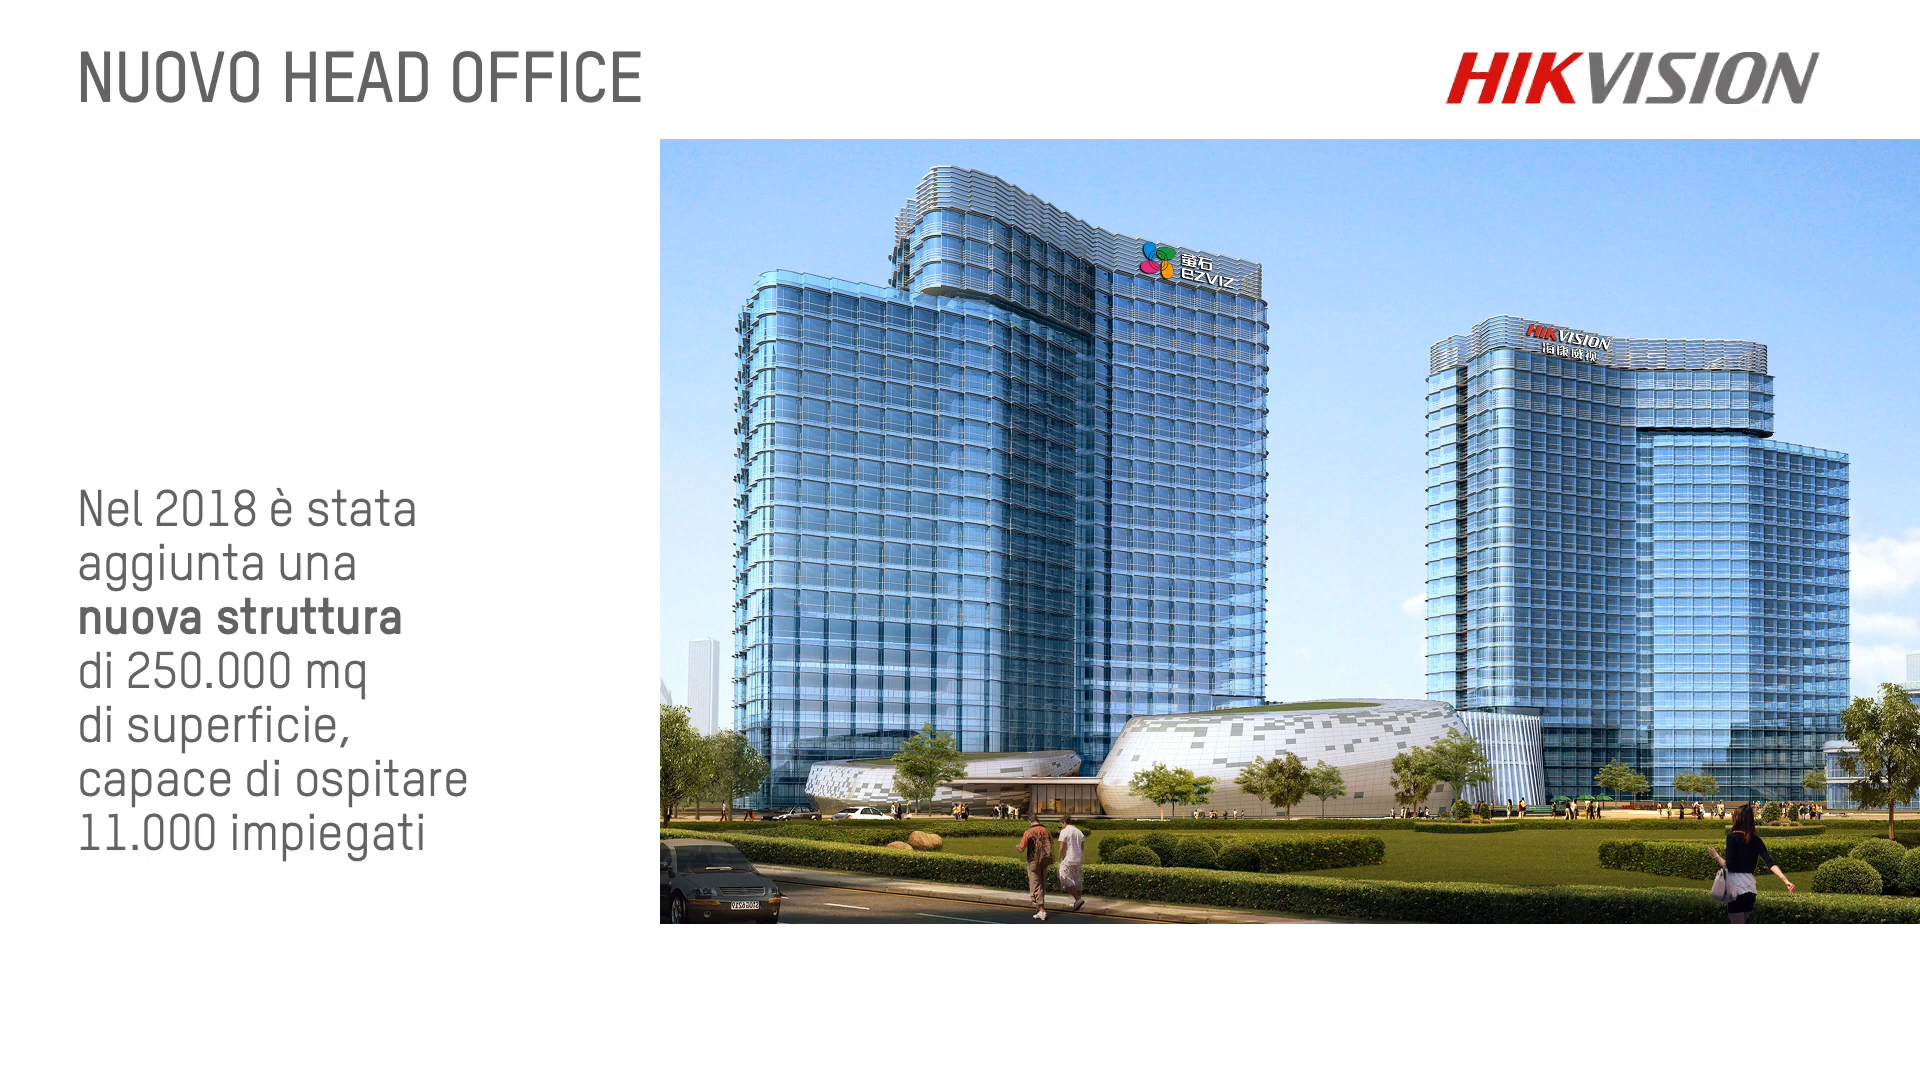 NUOVO HEAD OFFICE
HIKVISION
萤石
ezviz
HIKVISION
海康威视
Nel 2018 è stata
aggiunta una
nuova struttura
di 250.000 mq
di superficie,
capace di ospitare
11.000 impiegati